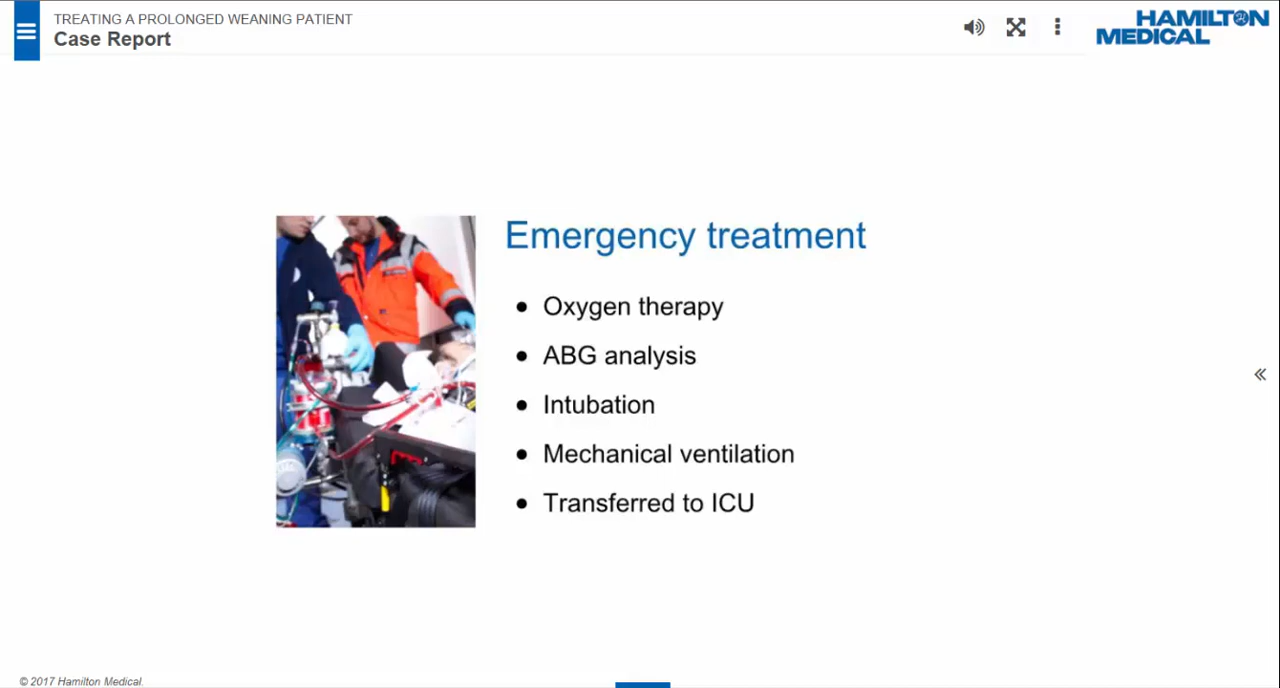 TREATING A PROLONGED WEANING PATIENT
Case Report
HAMILTON
MEDICAL
Emergency treatment
• Oxygen therapy
• ABG analysis
• Intubation
• Mechanical ventilation
• Transferred to ICU
© 2017 Hamilton Medical.